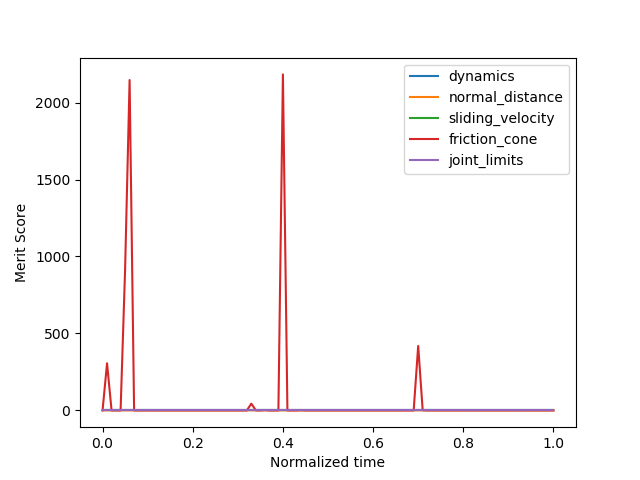 dynamics
normal_distance
sliding_velocity
friction_cone
joint_limits
Merit Score
2000
1500
1000
500
0
0.0 0.2 0.4 0.6 0.8 1.0
Normalized time